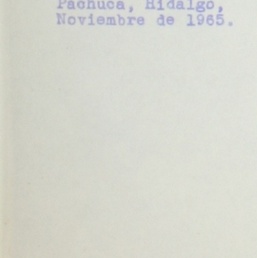 Pachuca, Hidalgo,
Noviembre de 1965.